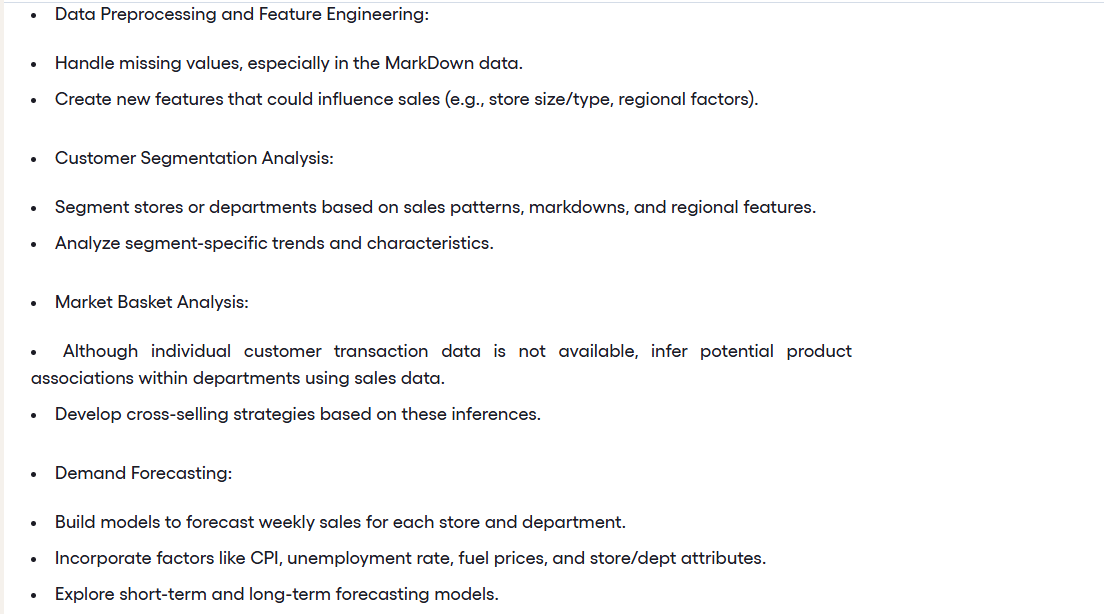 • Data Preprocessing and Feature Engineering:
• Handle missing values, especially in the MarkDown data.
• Create new features that could influence sales (e.g., store size/type, regional factors).
• Customer Segmentation Analysis:
• Segment stores or departments based on sales patterns, markdowns, and regional features.
• Analyze segment-specific trends and characteristics.
• Market Basket Analysis:
• Although individual customer transaction data is not available, infer potential product
associations within departments using sales data.
• Develop cross-selling strategies based on these inferences.
• Demand Forecasting:
• Build models to forecast weekly sales for each store and department.
• Incorporate factors like CPI, unemployment rate, fuel prices, and store/dept attributes.
• Explore short-term and long-term forecasting models.